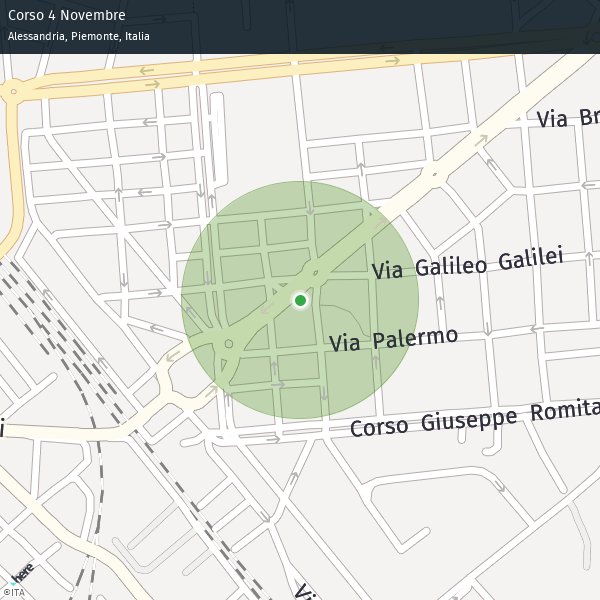 Corso 4 Novembre
Alessandria, Piemonte, Italia
Via Br
Via Galileo Galilei
Via Palermo
Corso Giuseppe Romita
i
Vi
here
©ITA